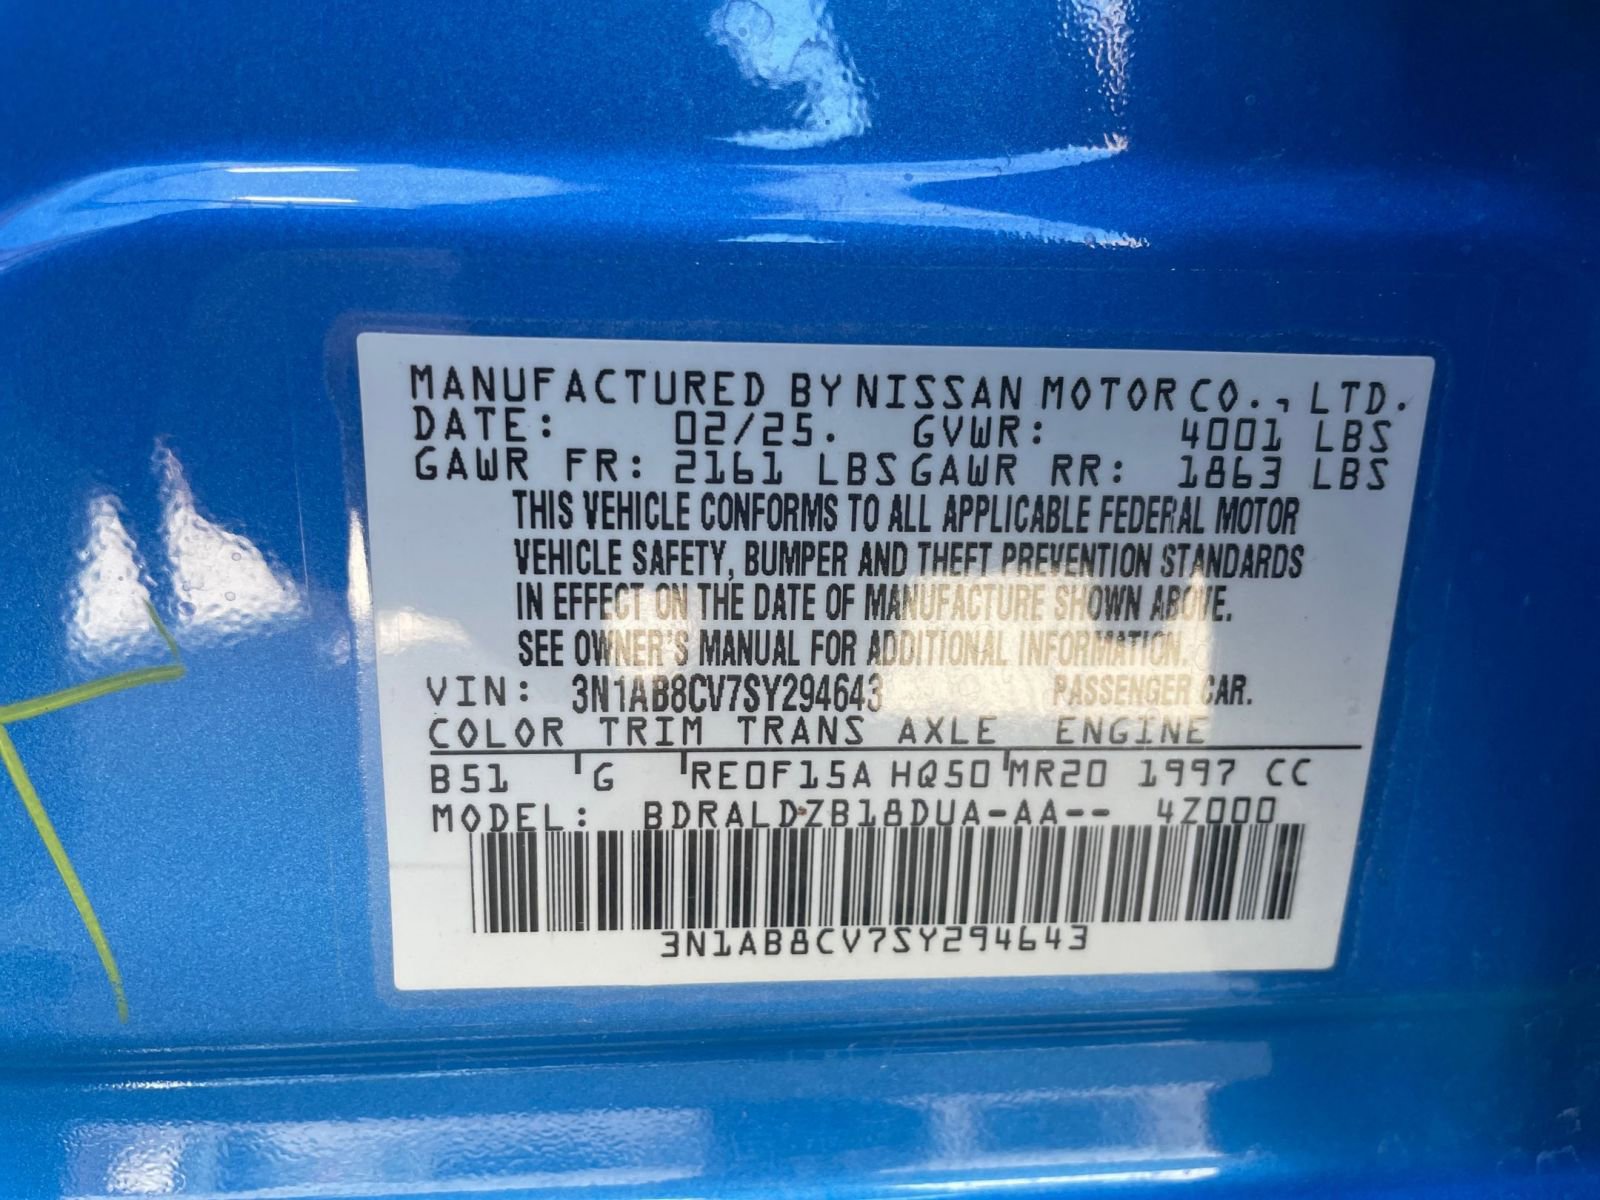 MANUFACTURED BY NISSAN MOTOR CO., LTD.
DATE: 02/25. GVWR: 4001 LBS
GAWR FR: 2161 LBS GAWR RR: 1863 LBS
THIS VEHICLE CONFORMS TO ALL APPLICABLE FEDERAL MOTOR
VEHICLE SAFETY, BUMPER AND THEFT PREVENTION STANDARDS
IN EFFECT ON THE DATE OF MANUFACTURE SHOWN ABOVE.
SEE OWNER'S MANUAL FOR ADDITIONAL INFORMATION.
VIN: 3N1AB8CV7SY294643 PASSENGER CAR.
COLOR TRIM TRANS AXLE ENGINE
B51 G RE0F15A HQ50 MR20 1997 CC
MODEL: BDRALDZB18DUA-AA-- 4Z000
3N1AB8CV7SY294643